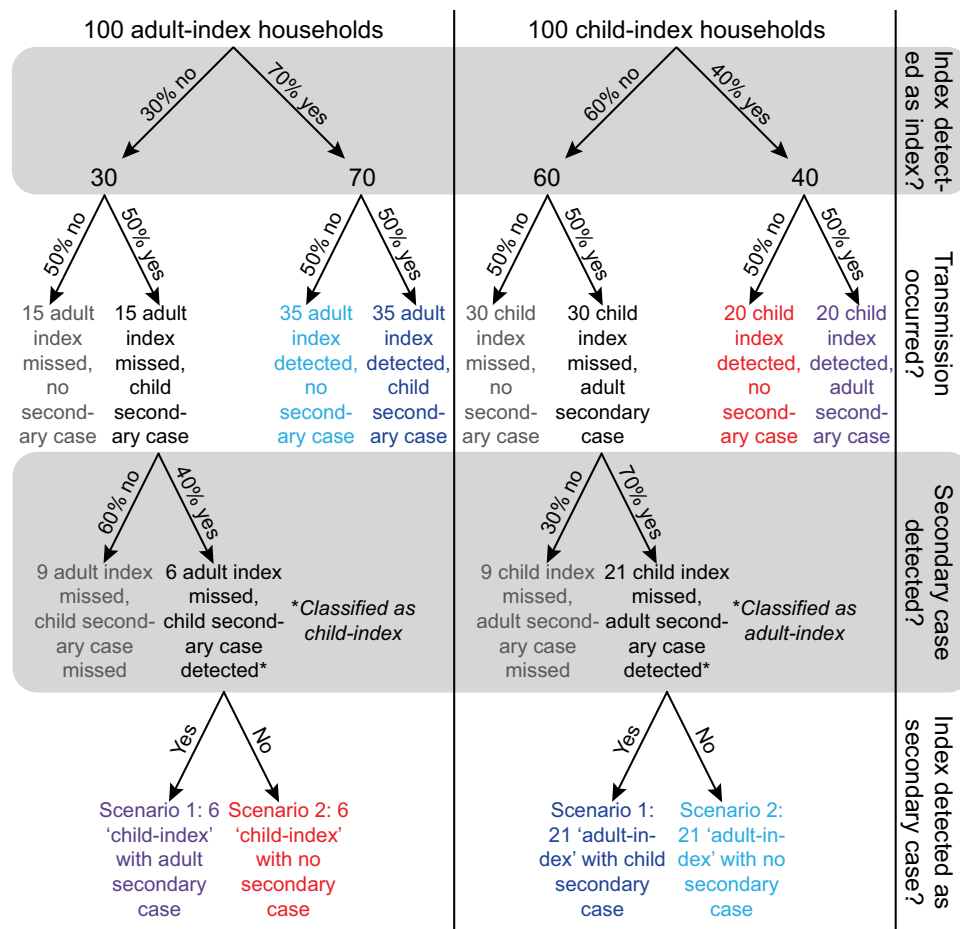 100 adult-index households
100 child-index households
Index detect-
ed as index?
30% no
70% yes
60% no
40% yes
30
70
60
40
Transmission
occurred?
50% no
50% yes
50% no
50% yes
50% no
50% yes
50% no
50% yes
15 adult
index
missed,
no
second-
ary case
15 adult
index
missed,
child
second-
ary case
35 adult
index
detected,
no
second-
ary case
35 adult
index
detected,
child
second-
ary case
30 child
index
missed,
no
second-
ary case
30 child
index
missed,
adult
secondary
case
20 child
index
detected,
no
second-
ary case
20 child
index
detected,
adult
second-
ary case
Secondary case
detected?
60% no
40% yes
30% no
70% yes
9 adult index
missed,
child second-
ary case
missed
6 adult index
missed,
child second-
ary case
detected*
*Classified as
child-index
9 child index
missed,
adult second-
ary case
missed
21 child index
missed,
adult second-
ary case
detected*
*Classified as
adult-index
Index detected as
secondary case?
Yes
No
Yes
No
Scenario 1: 6
‘child-index’
with adult
secondary
case
Scenario 2: 6
‘child-index’
with no
secondary
case
Scenario 1:
21 ‘adult-in-
dex’ with child
secondary
case
Scenario 2:
21 ‘adult-in-
dex’ with no
secondary
case